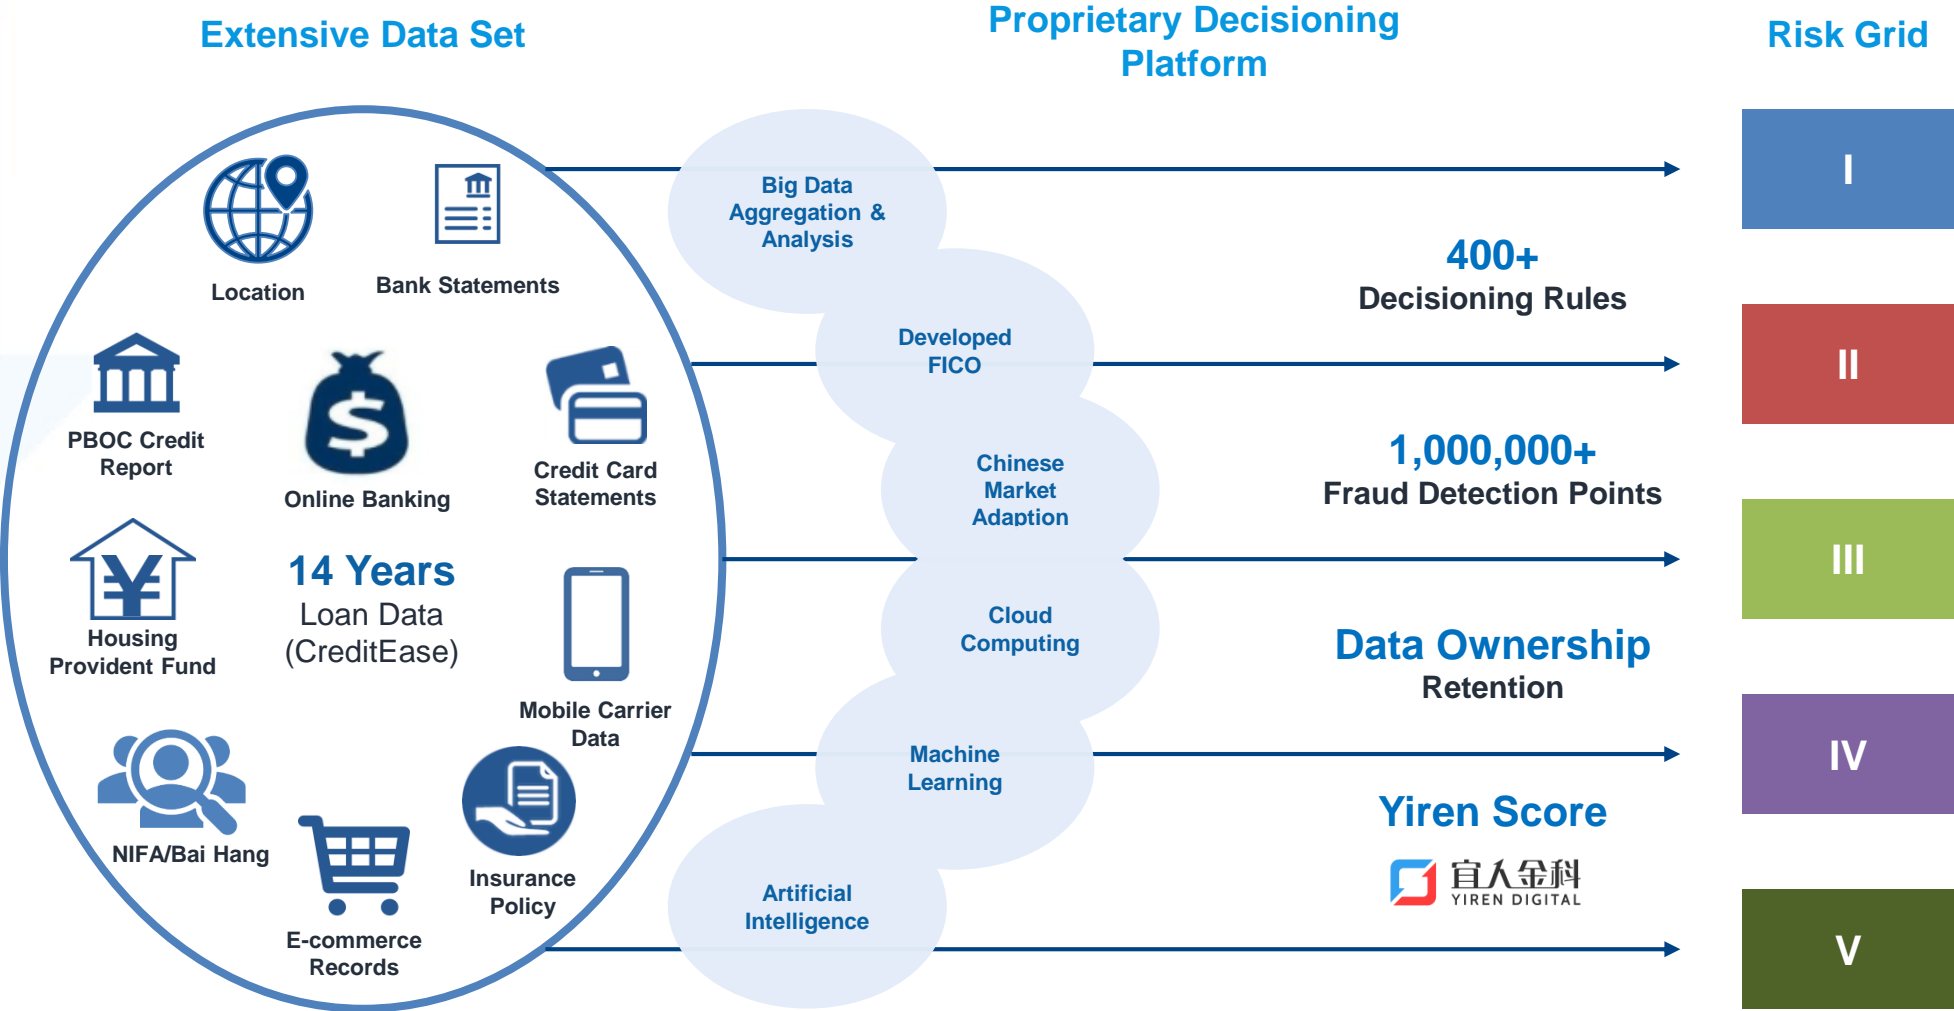 Extensive Data Set
Proprietary Decisioning
Platform
Risk Grid
Location
Bank Statements
PBOC Credit
Report
Online Banking
Credit Card
Statements
14 Years
Loan Data
(CreditEase)
Housing
Provident Fund
Mobile Carrier
Data
NIFA/Bai Hang
Insurance
Policy
E-commerce
Records
Big Data
Aggregation &
Analysis
Developed
FICO
Chinese
Market
Adaption
Cloud
Computing
Machine
Learning
Artificial
Intelligence
400+
Decisioning Rules
1,000,000+
Fraud Detection Points
Data Ownership
Retention
Yiren Score
宜人金科
YIREN DIGITAL
I
II
III
IV
V